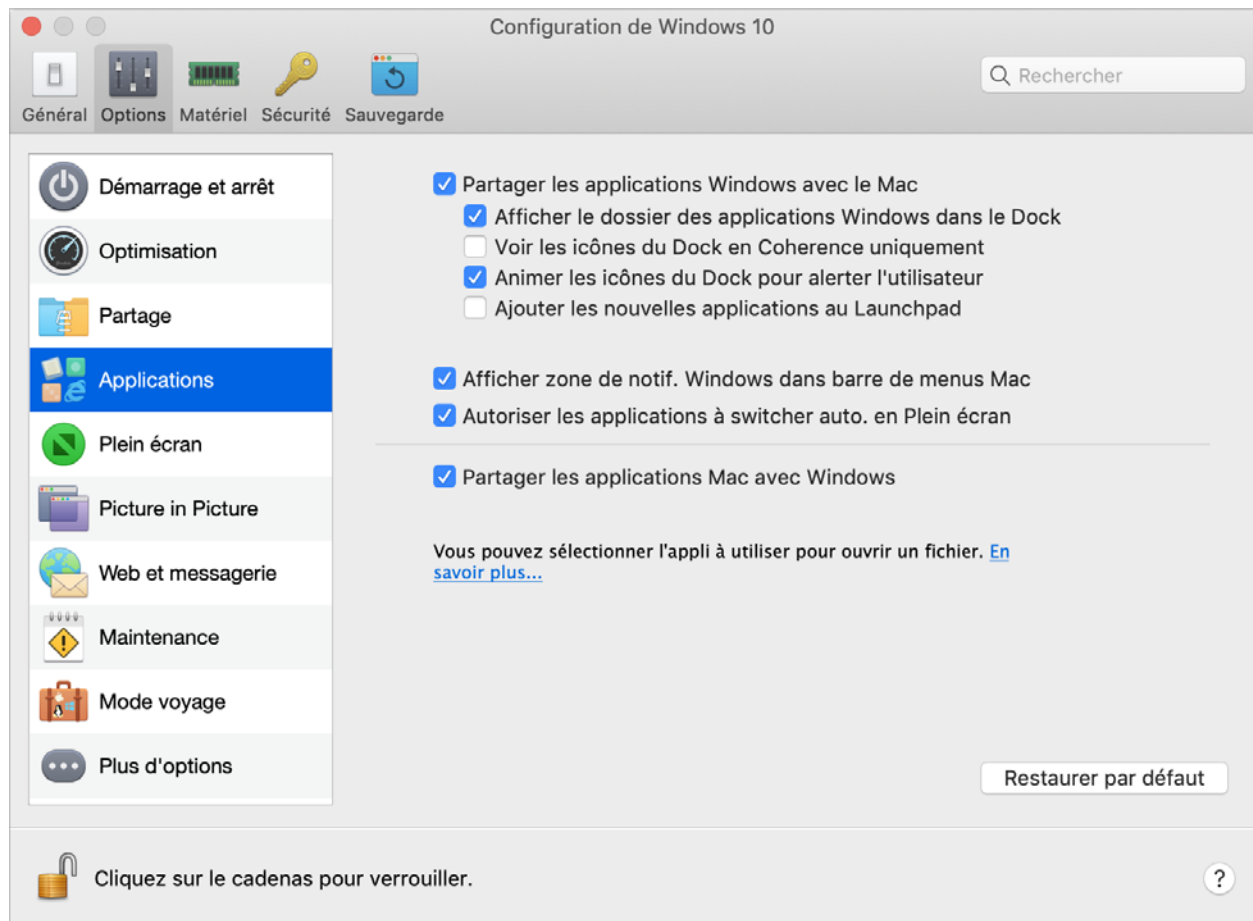 Configuration de Windows 10
Rechercher
Général Options Matériel Sécurité Sauvegarde
Démarrage et arrêt
Optimisation
Partage
Applications
Plein écran
Picture in Picture
Web et messagerie
Maintenance
Mode voyage
Plus d'options
Partager les applications Windows avec le Mac
Afficher le dossier des applications Windows dans le Dock
Voir les icônes du Dock en Coherence uniquement
Animer les icônes du Dock pour alerter l'utilisateur
Ajouter les nouvelles applications au Launchpad
Afficher zone de notif. Windows dans barre de menus Mac
Autoriser les applications à switcher auto. en Plein écran
Partager les applications Mac avec Windows
Vous pouvez sélectionner l'appli à utiliser pour ouvrir un fichier. En
savoir plus...
Restaurer par défaut
Cliquez sur le cadenas pour verrouiller.
?